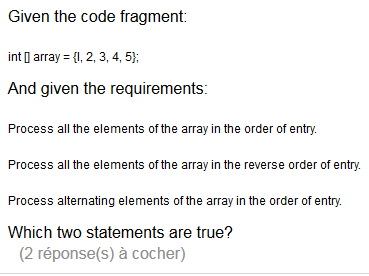 Given the code fragment:
int [] array = {I, 2, 3, 4, 5};
And given the requirements:
Process all the elements of the array in the order of entry.
Process all the elements of the array in the reverse order of entry.
Process alternating elements of the array in the order of entry.
Which two statements are true?
(2 réponse(s) à cocher)